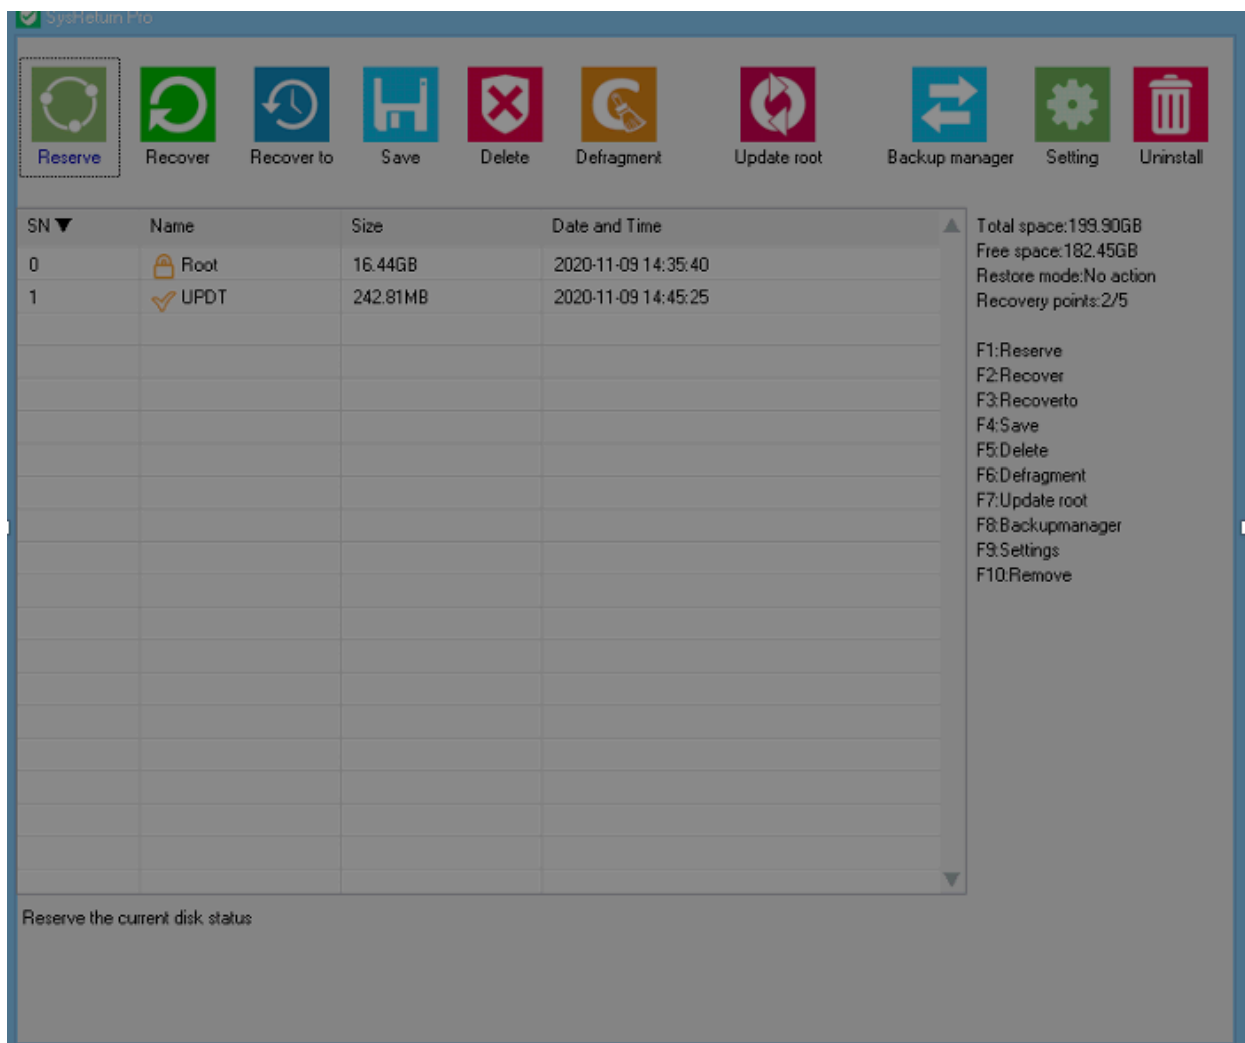 SysReturn Pro
Reserve Recover Recover to Save Delete Defragment Update root Backup manager Setting Uninstall
SN Name Size Date and Time
0 Root 16.44GB 2020-11-09 14:35:40
1 UPDT 242.81MB 2020-11-09 14:45:25
Total space:199.90GB
Free space:182.45GB
Restore mode:No action
Recovery points:2/5
F1:Reserve
F2:Recover
F3:Recoverto
F4:Save
F5:Delete
F6:Defragment
F7:Update root
F8:Backupmanager
F9:Settings
F10:Remove
Reserve the current disk status